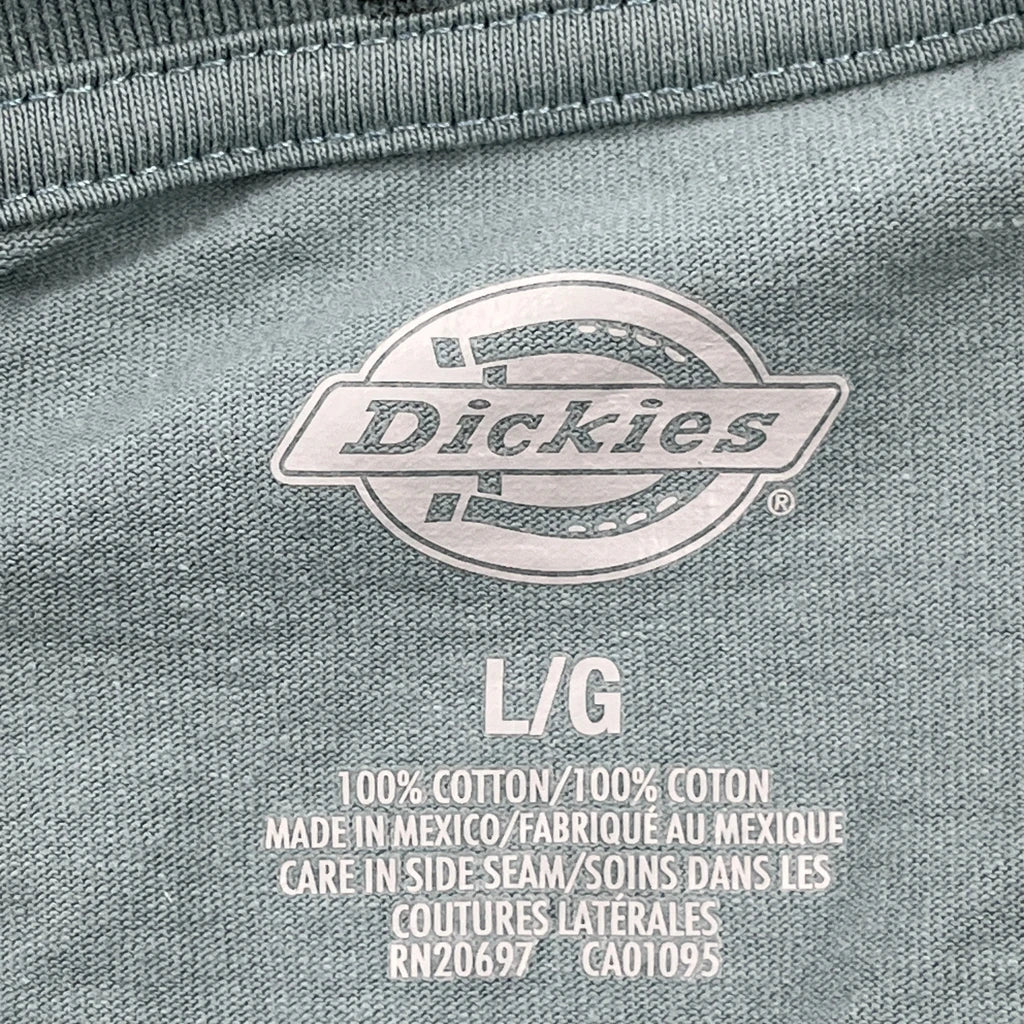 Dickies
®
L/G
100% COTTON/100% COTON
MADE IN MEXICO/FABRIQUÉ AU MEXIQUE
CARE IN SIDE SEAM/SOINS DANS LES
COUTURES LATÉRALES
RN20697 CA01095